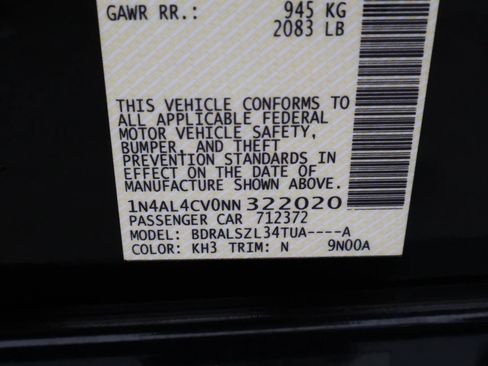 GAWR RR.: 945 KG
2083 LB
THIS VEHICLE CONFORMS TO
ALL APPLICABLE FEDERAL
MOTOR VEHICLE SAFETY,
BUMPER, AND THEFT
PREVENTION STANDARDS IN
EFFECT ON THE DATE OF
MANUFACTURE SHOWN ABOVE.
1N4AL4CV0NN322020
PASSENGER CAR 712372
MODEL: BDRALSZL34TUA----A
COLOR: KH3 TRIM: N 9N00A